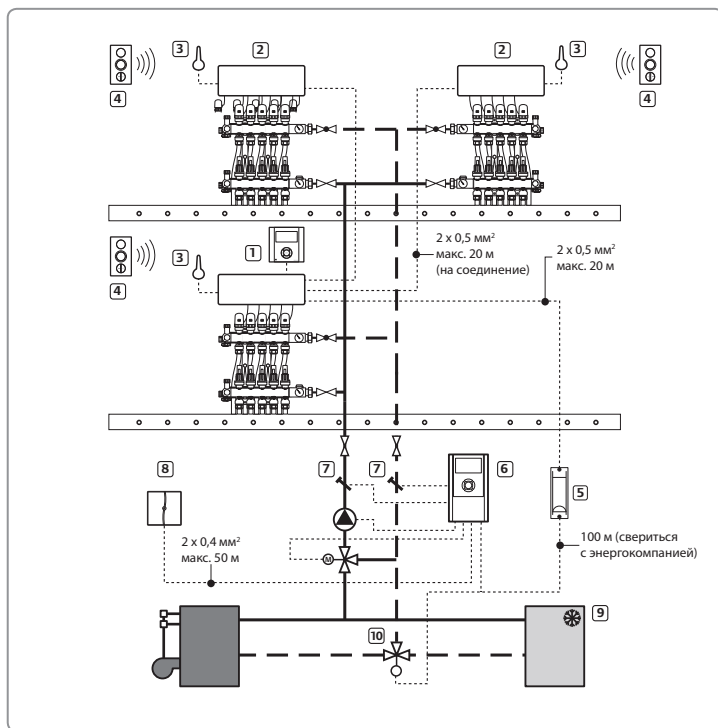 3 2 2 3
4 4
1
2 x 0,5 мм²
макс. 20 м
(на соединение)
2 x 0,5 мм²
макс. 20 м
3
4
8 7 7 6
5
2 x 0,4 мм²
макс. 50 м
100 м (свериться
с энергокомпанией)
M
10 9